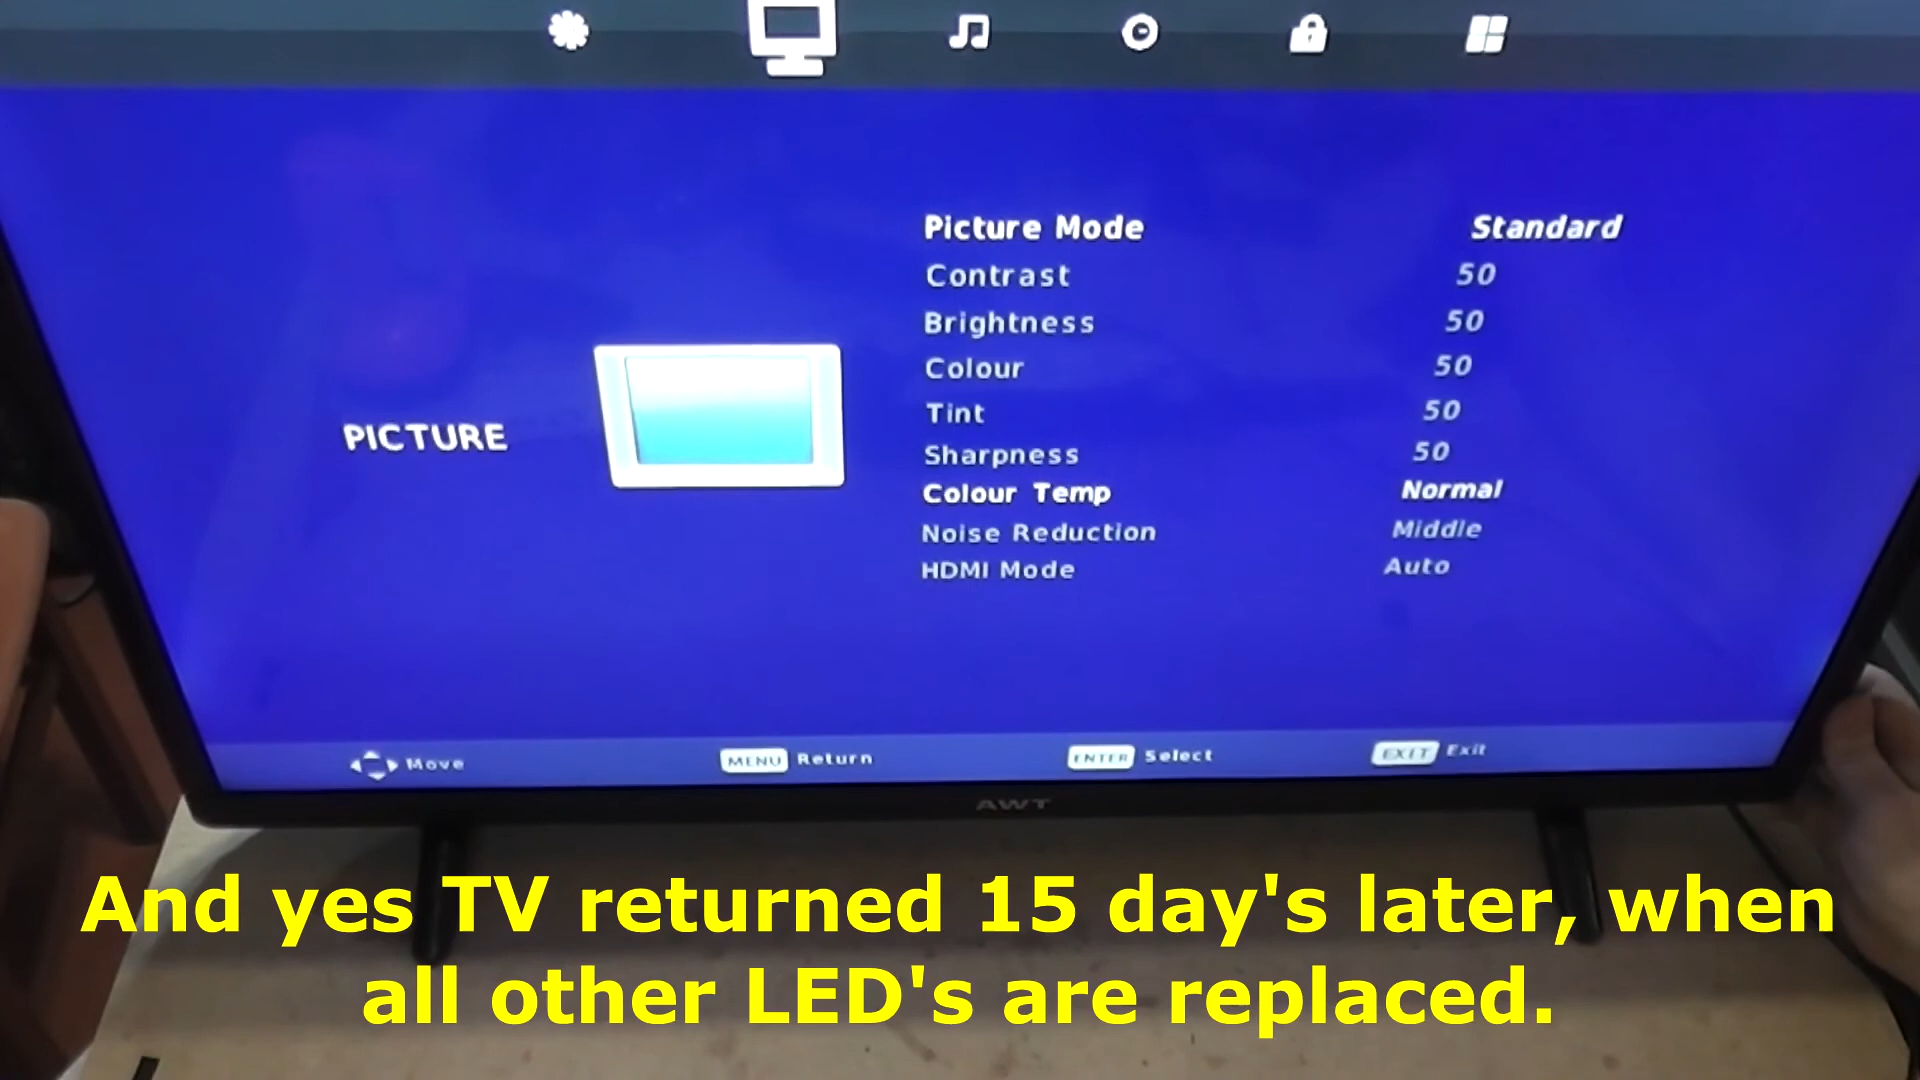 Picture Mode Standard
Contrast 50
Brightness 50
Colour 50
Tint 50
Sharpness 50
Colour Temp Normal
Noise Reduction Middle
HDMI Mode Auto
PICTURE
Move MENU Return ENTER Select EXIT Exit
AWT
And yes TV returned 15 day's later, when
all other LED's are replaced.